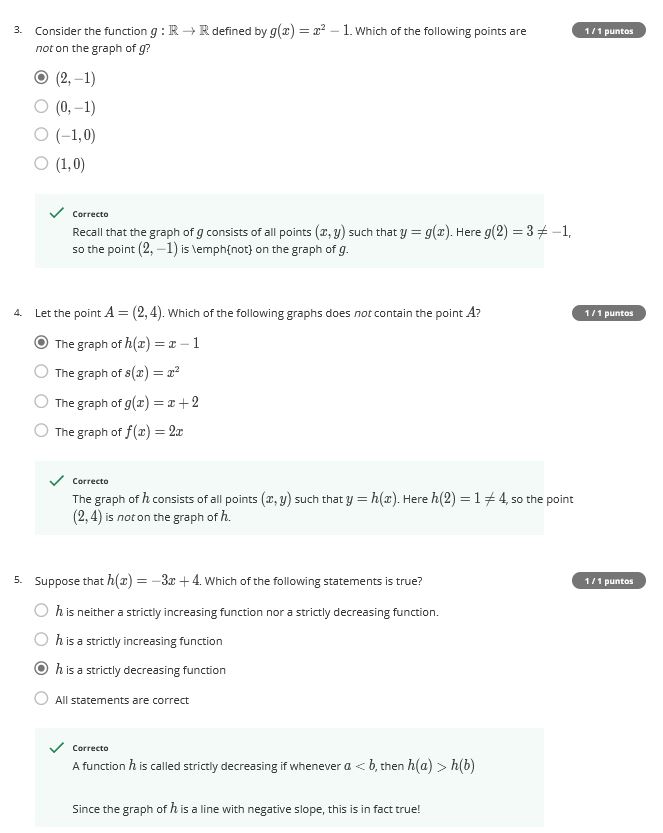 3. Consider the function g : ℝ → ℝ defined by g(x) = x² − 1. Which of the following points are 1 / 1 puntos
not on the graph of g?
(2, −1)
(0, −1)
(−1, 0)
(1, 0)
Correcto
Recall that the graph of g consists of all points (x, y) such that y = g(x). Here g(2) = 3 ≠ −1,
so the point (2, −1) is \emph{not} on the graph of g.
4. Let the point A = (2, 4). Which of the following graphs does not contain the point A? 1 / 1 puntos
The graph of h(x) = x − 1
The graph of s(x) = x²
The graph of g(x) = x + 2
The graph of f(x) = 2x
Correcto
The graph of h consists of all points (x, y) such that y = h(x). Here h(2) = 1 ≠ 4, so the point
(2, 4) is not on the graph of h.
5. Suppose that h(x) = −3x + 4. Which of the following statements is true? 1 / 1 puntos
h is neither a strictly increasing function nor a strictly decreasing function.
h is a strictly increasing function
h is a strictly decreasing function
All statements are correct
Correcto
A function h is called strictly decreasing if whenever a < b, then h(a) > h(b)
Since the graph of h is a line with negative slope, this is in fact true!